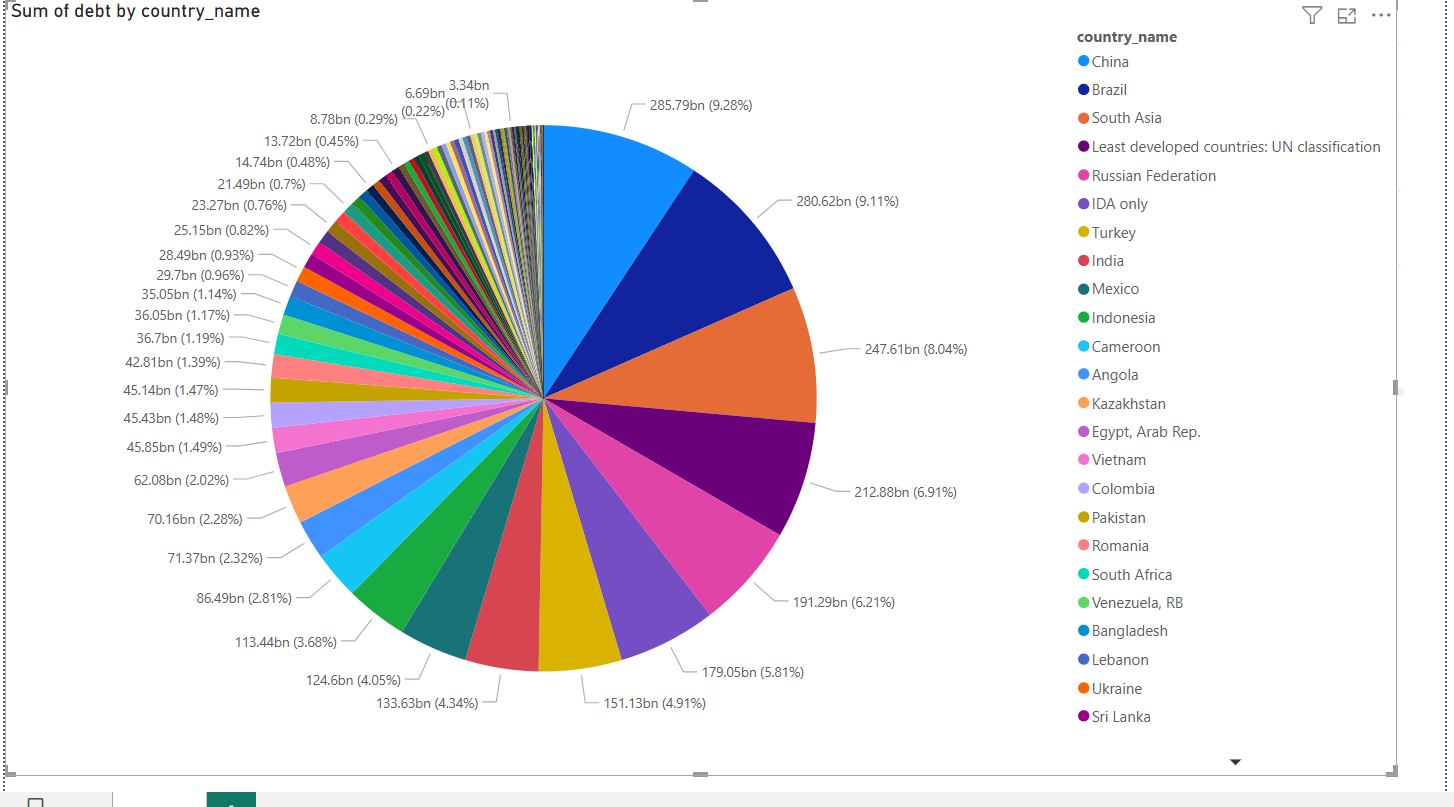 Sum of debt by country_name
country_name
China
Brazil
South Asia
Least developed countries: UN classification
Russian Federation
IDA only
Turkey
India
Mexico
Indonesia
Cameroon
Angola
Kazakhstan
Egypt, Arab Rep.
Vietnam
Colombia
Pakistan
Romania
South Africa
Venezuela, RB
Bangladesh
Lebanon
Ukraine
Sri Lanka
285.79bn (9.28%)
280.62bn (9.11%)
247.61bn (8.04%)
212.88bn (6.91%)
191.29bn (6.21%)
179.05bn (5.81%)
151.13bn (4.91%)
133.63bn (4.34%)
124.6bn (4.05%)
113.44bn (3.68%)
86.49bn (2.81%)
71.37bn (2.32%)
70.16bn (2.28%)
62.08bn (2.02%)
45.85bn (1.49%)
45.43bn (1.48%)
45.14bn (1.47%)
42.81bn (1.39%)
36.7bn (1.19%)
36.05bn (1.17%)
35.05bn (1.14%)
29.7bn (0.96%)
28.49bn (0.93%)
25.15bn (0.82%)
23.27bn (0.76%)
21.49bn (0.7%)
14.74bn (0.48%)
13.72bn (0.45%)
8.78bn (0.29%)
6.69bn
(0.22%)
3.34bn
(0.11%)